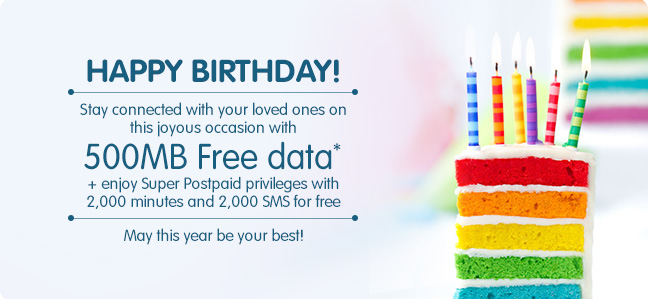 HAPPY BIRTHDAY!
Stay connected with your loved ones on
this joyous occasion with
500MB Free data*
+ enjoy Super Postpaid privileges with
2,000 minutes and 2,000 SMS for free
May this year be your best!